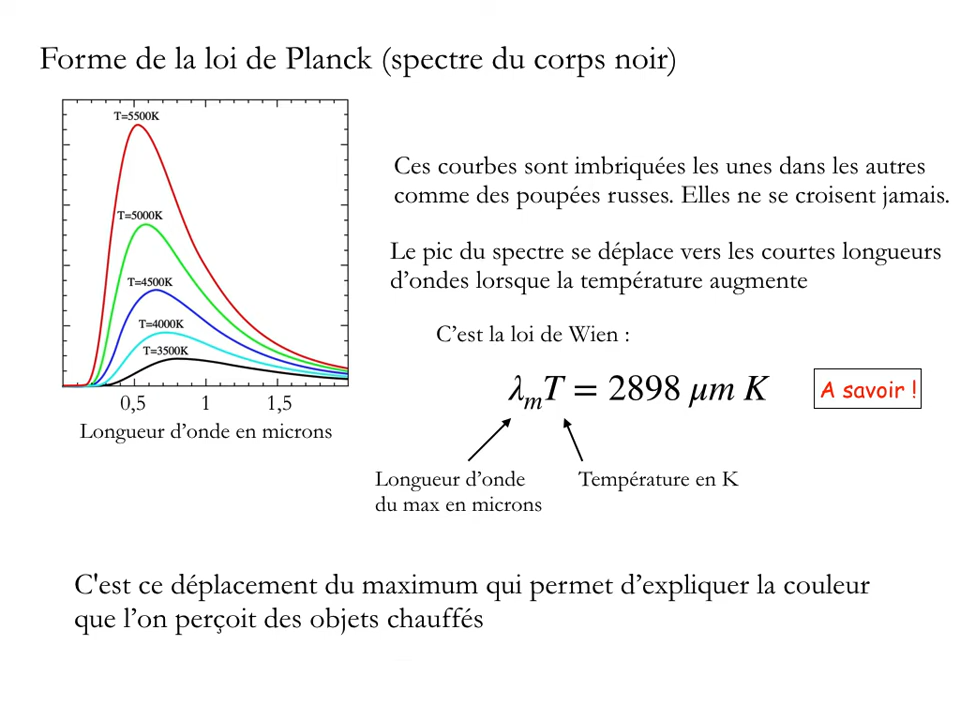 Forme de la loi de Planck (spectre du corps noir)
T=5500K
T=5000K
T=4500K
T=4000K
T=3500K
0,5 1 1,5
Longueur d’onde en microns
Ces courbes sont imbriquées les unes dans les autres
comme des poupées russes. Elles ne se croisent jamais.
Le pic du spectre se déplace vers les courtes longueurs
d’ondes lorsque la température augmente
C’est la loi de Wien :
λₘT = 2898 μm K
A savoir !
Longueur d’onde
du max en microns
Température en K
C'est ce déplacement du maximum qui permet d’expliquer la couleur
que l’on perçoit des objets chauffés